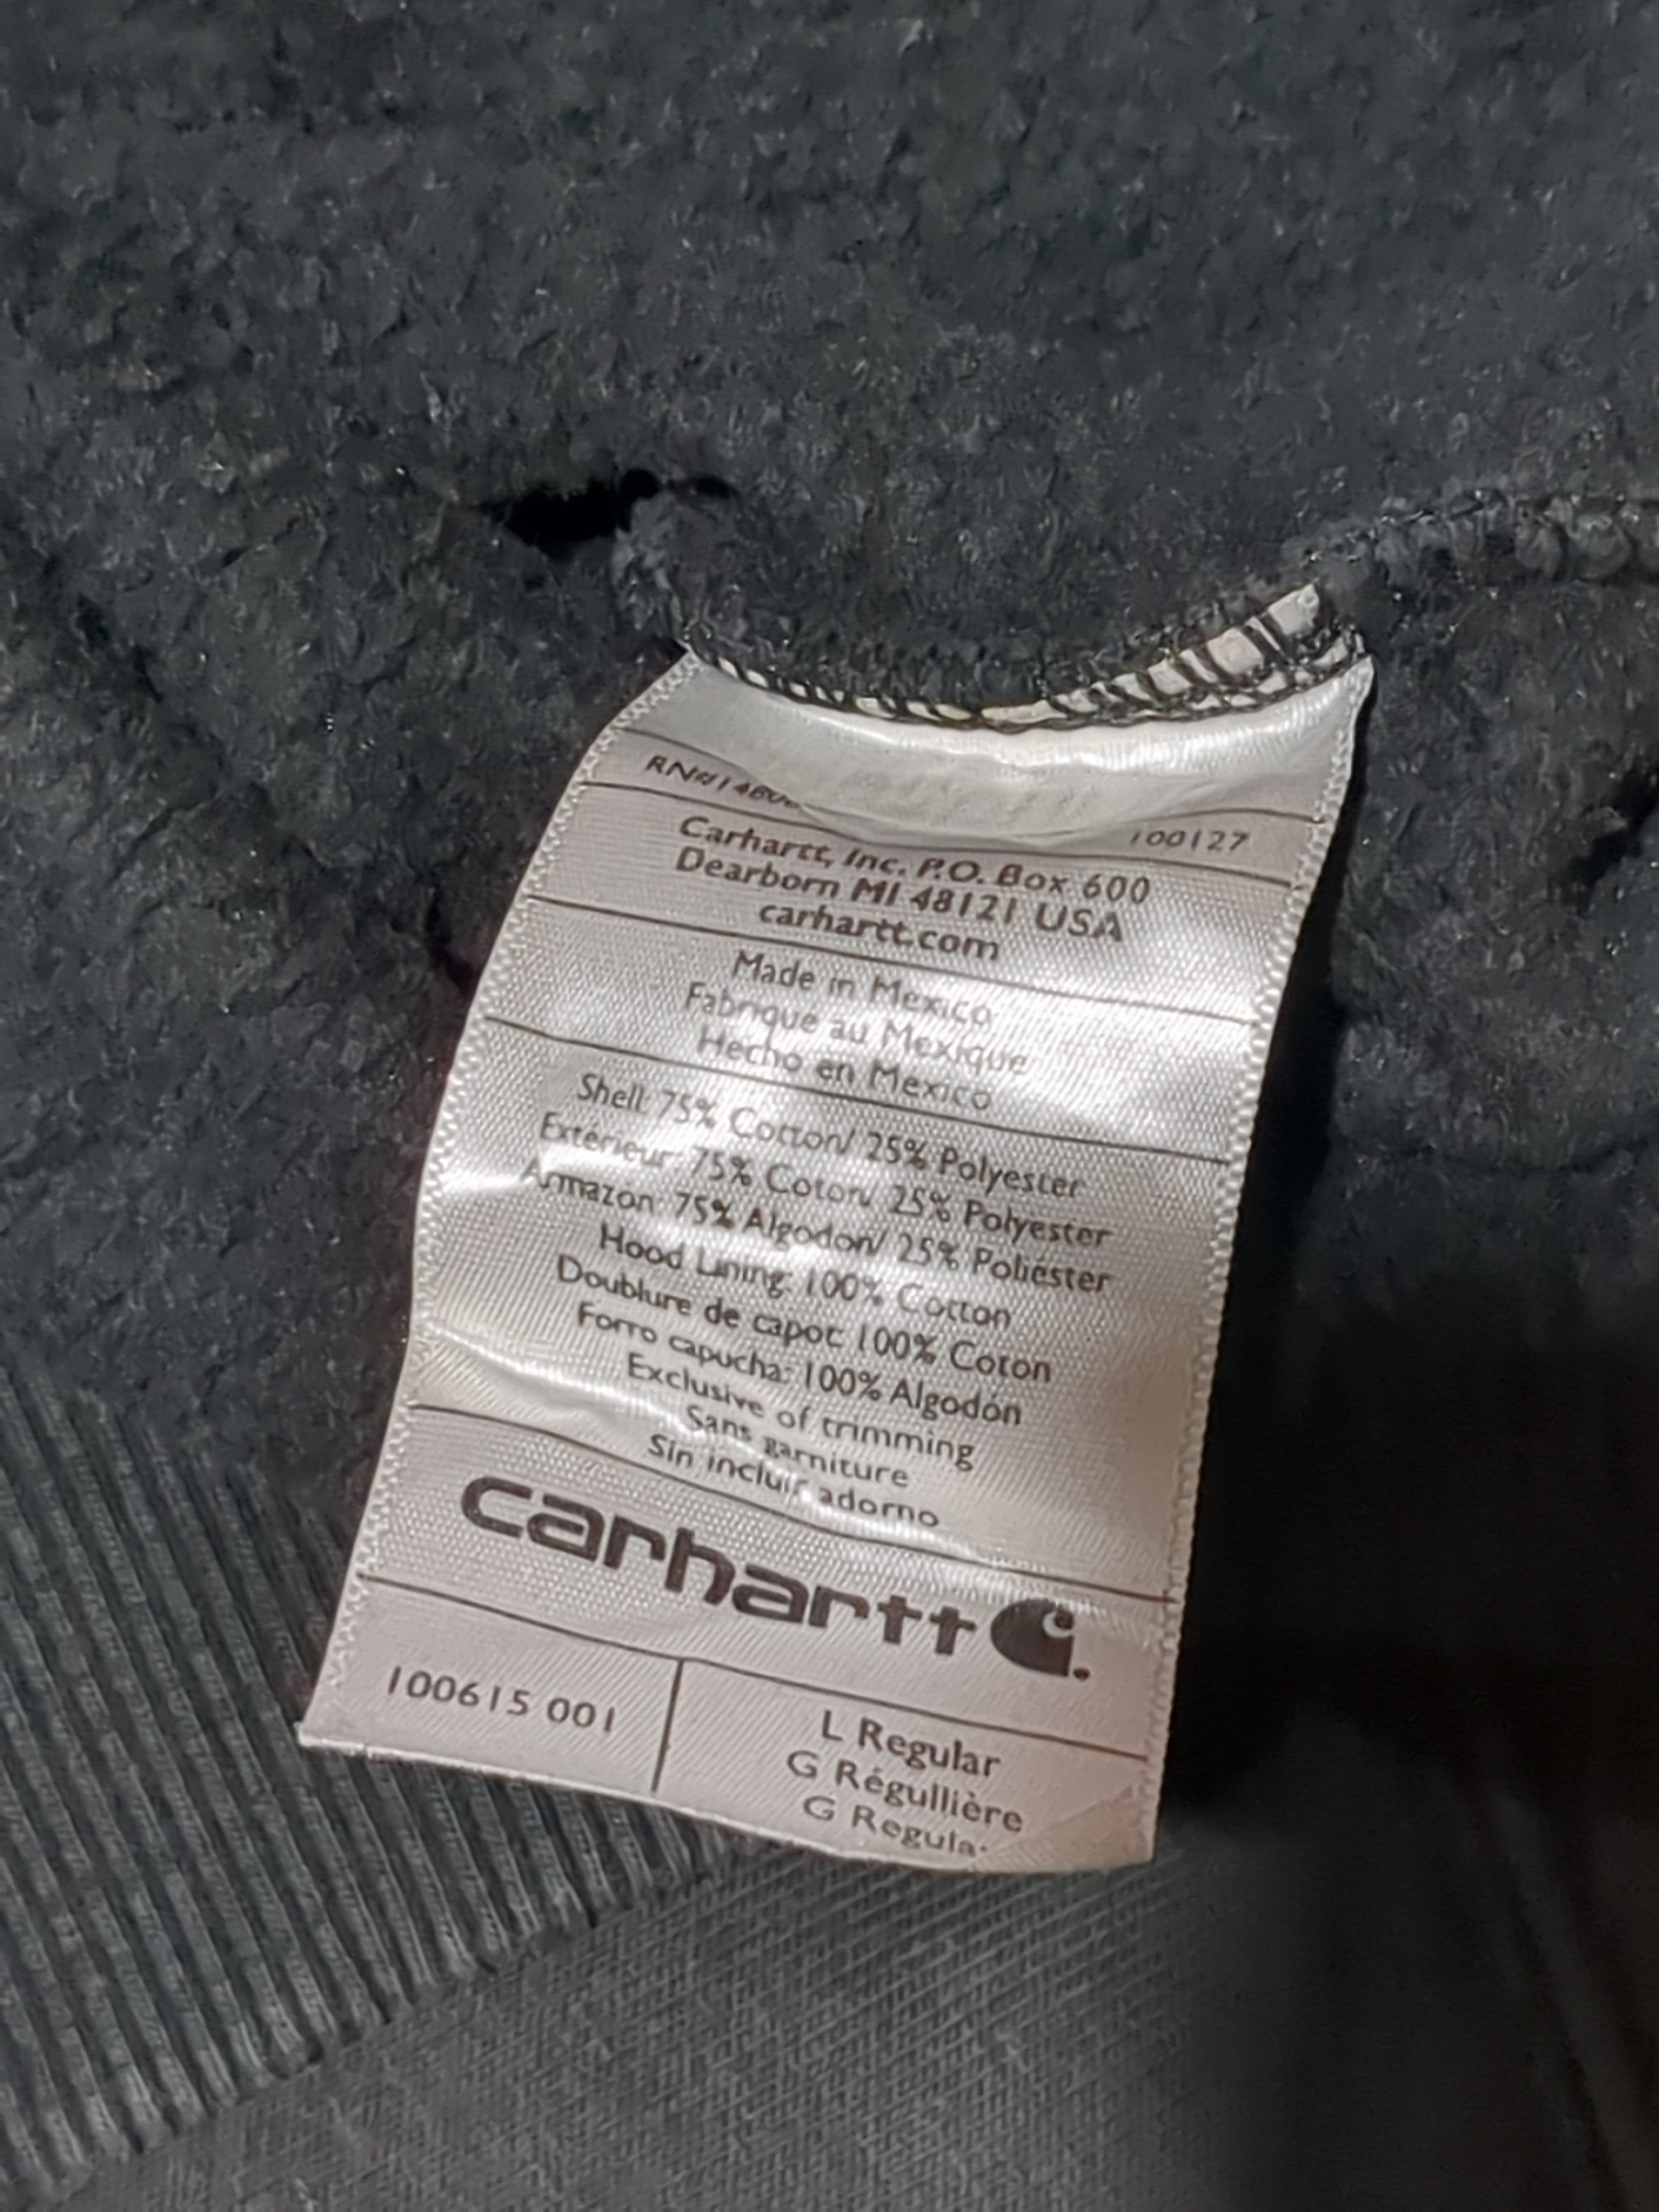 100127
Carhartt, Inc. P.O. Box 600
Dearborn MI 48121 USA
carhartt.com
Made in Mexico
Fabrique au Mexique
Hecho en Mexico
Shell: 75% Cotton/ 25% Polyester
Extérieur: 75% Coton/ 25% Polyester
Armazon: 75% Algodon/ 25% Poliéster
Hood Lining: 100% Cotton
Doublure de capot: 100% Coton
Forro capucha: 100% Algodón
Exclusive of trimming
Sans garniture
Sin incluir adorno
carhartt
100615 001
L Regular
G Régullière
G